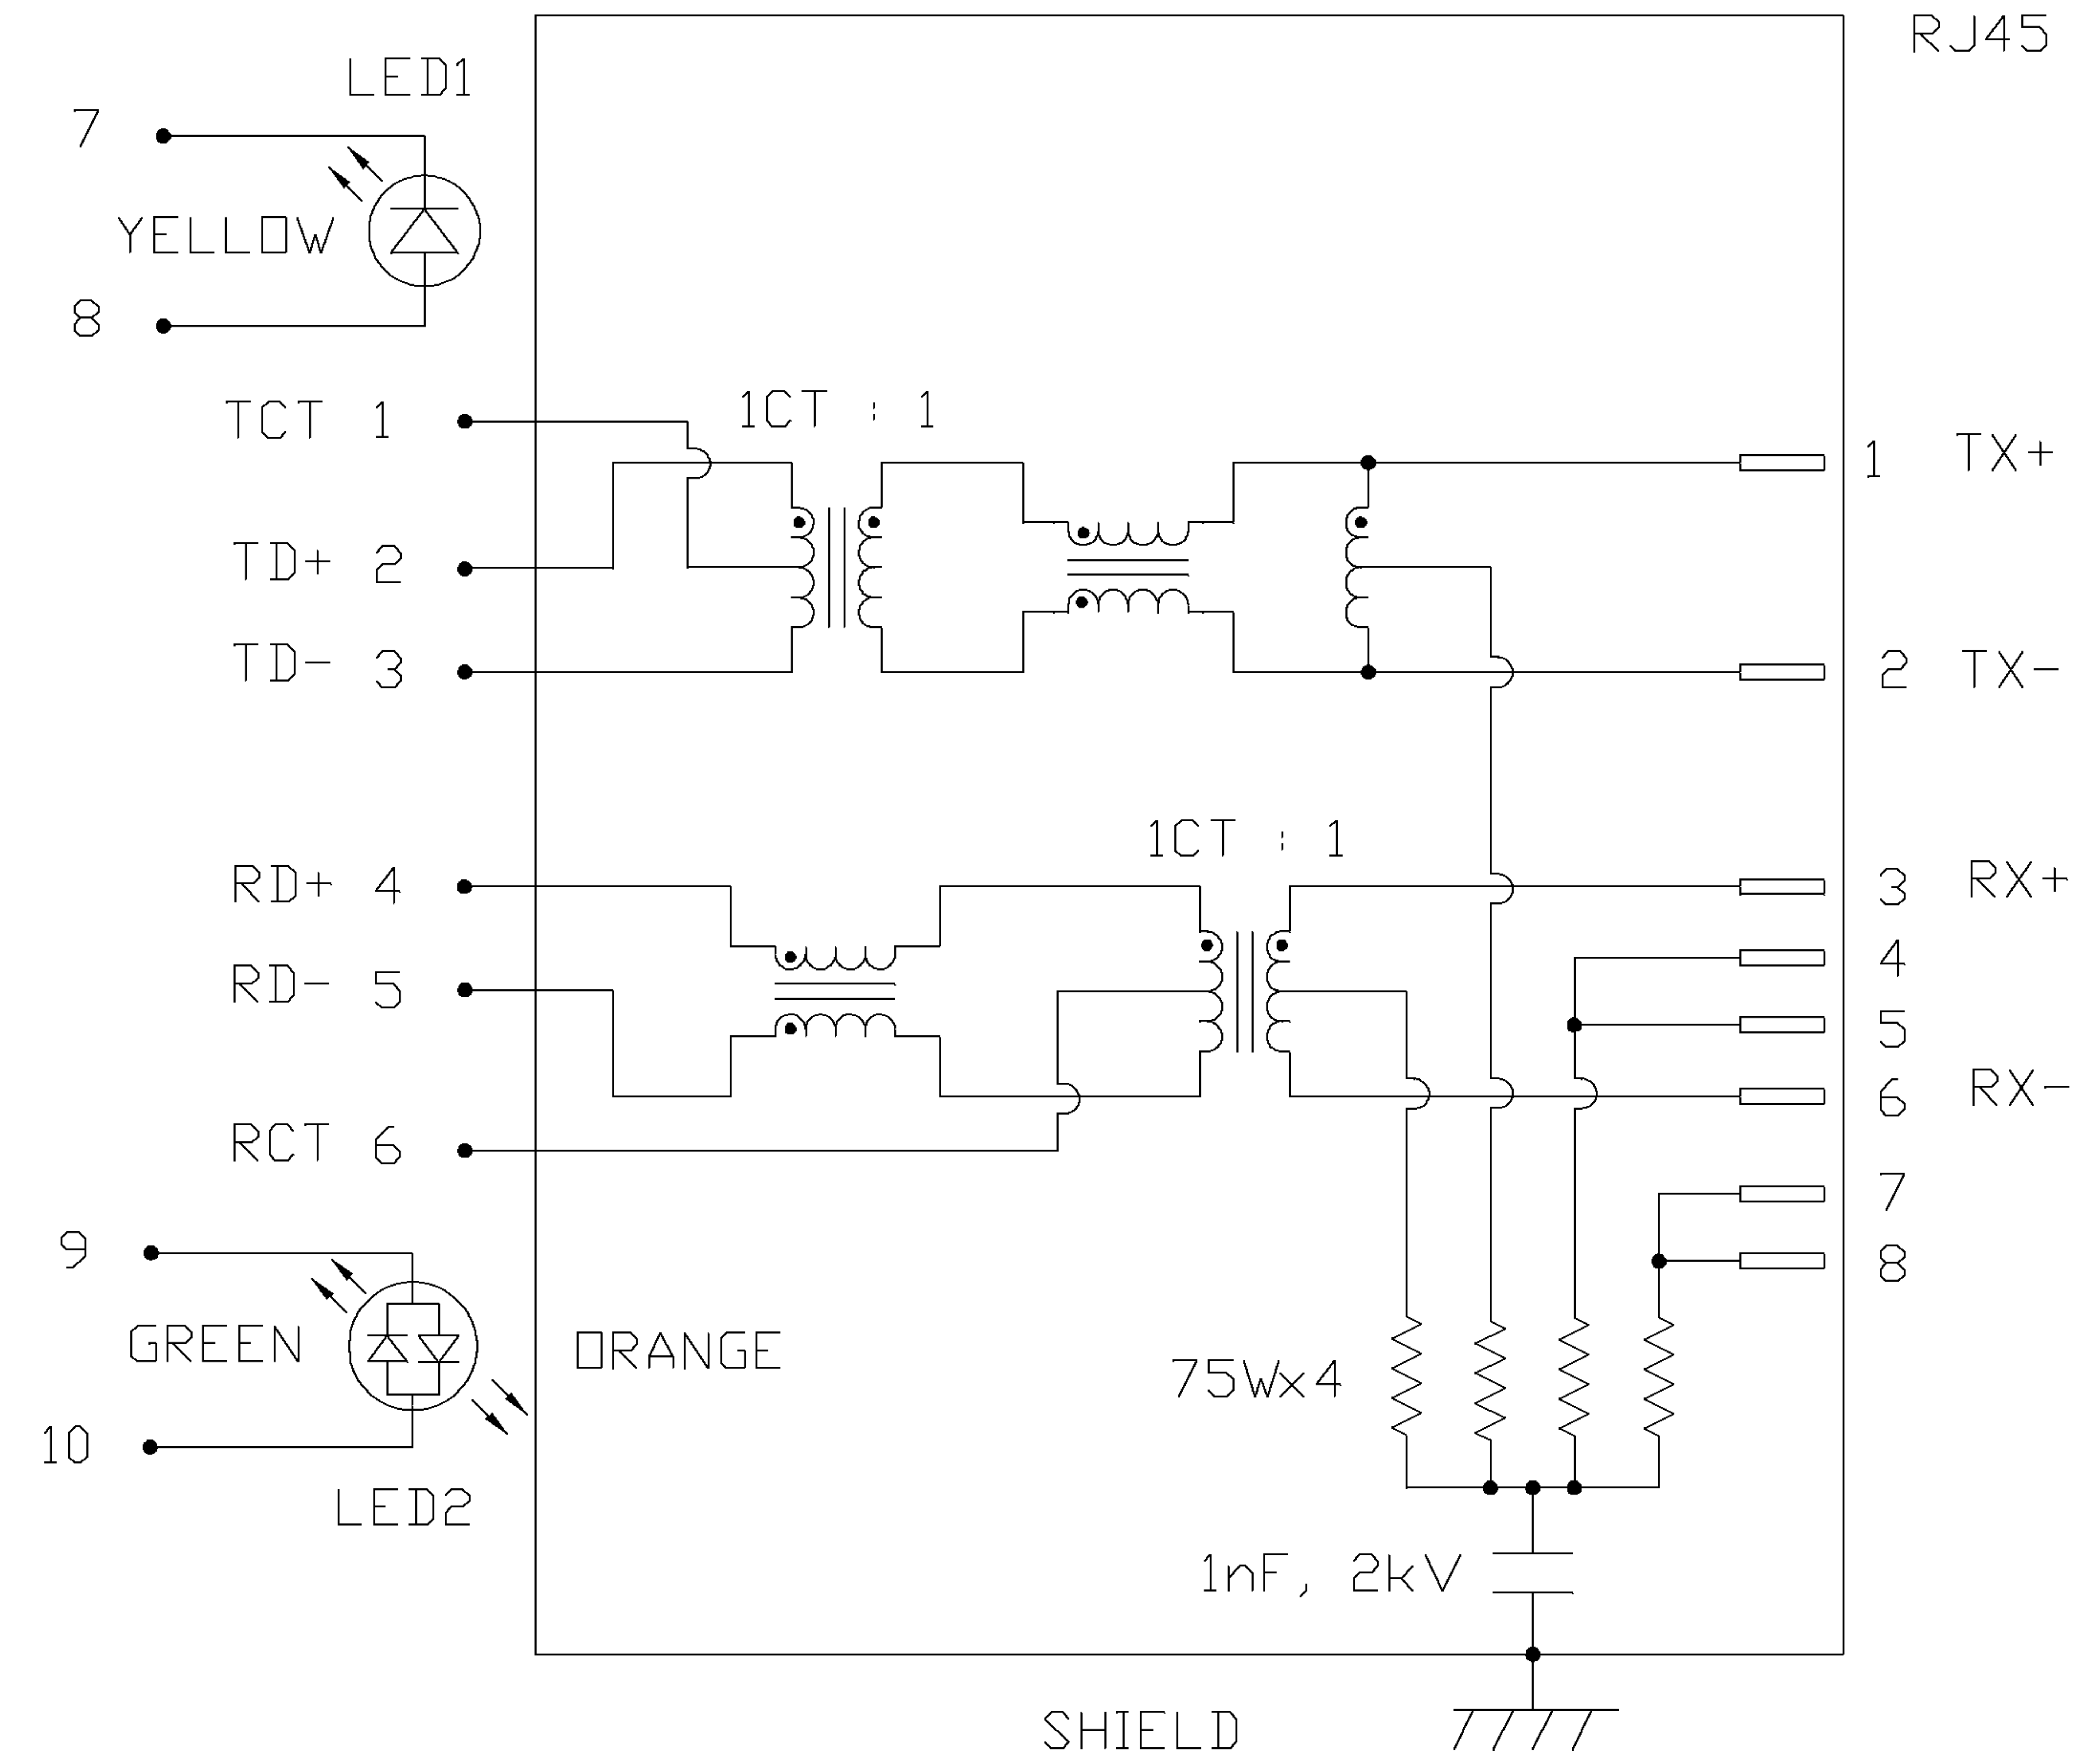 RJ45
LED1
7
YELLOW
8
TCT 1
1CT : 1
1 TX+
TD+ 2
TD- 3
2 TX-
1CT : 1
RD+ 4
3 RX+
4
RD- 5
5
6 RX-
RCT 6
7
9
8
GREEN
ORANGE
75Wx4
10
LED2
1nF, 2kV
SHIELD